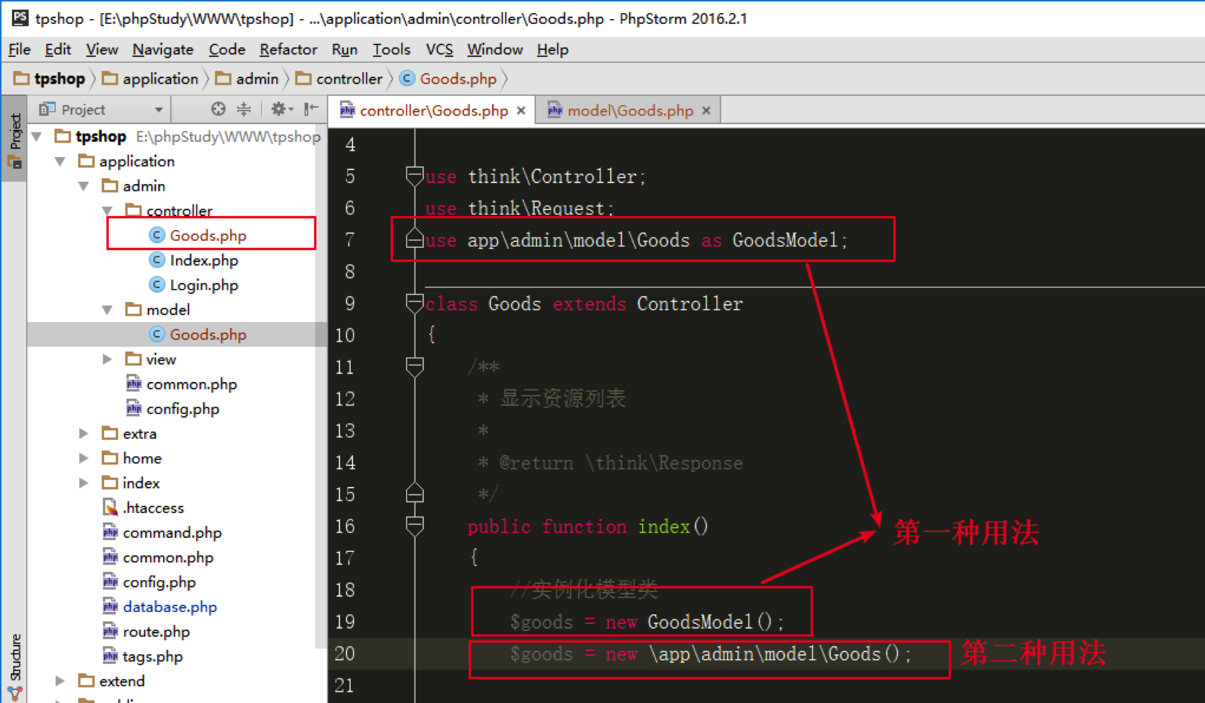 tpshop - [E:\phpStudy\WWW\tpshop] - ...\application\admin\controller\Goods.php - PhpStorm 2016.2.1
File Edit View Navigate Code Refactor Run Tools VCS Window Help
tpshop application admin controller Goods.php
Project
controller\Goods.php
model\Goods.php
Project
Structure
tpshop E:\phpStudy\WWW\tpshop
application
admin
controller
Goods.php
Index.php
Login.php
model
Goods.php
view
common.php
config.php
extra
home
index
.htaccess
command.php
common.php
config.php
database.php
route.php
tags.php
extend
4
5 use think\Controller;
6 use think\Request;
7 use app\admin\model\Goods as GoodsModel;
8
9 class Goods extends Controller
10 {
11 /**
12 * 显示资源列表
13 *
14 * @return \think\Response
15 */
16 public function index()
17 {
18 //实例化模型类
19 $goods = new GoodsModel();
20 $goods = new \app\admin\model\Goods();
21
第一种用法
第二种用法